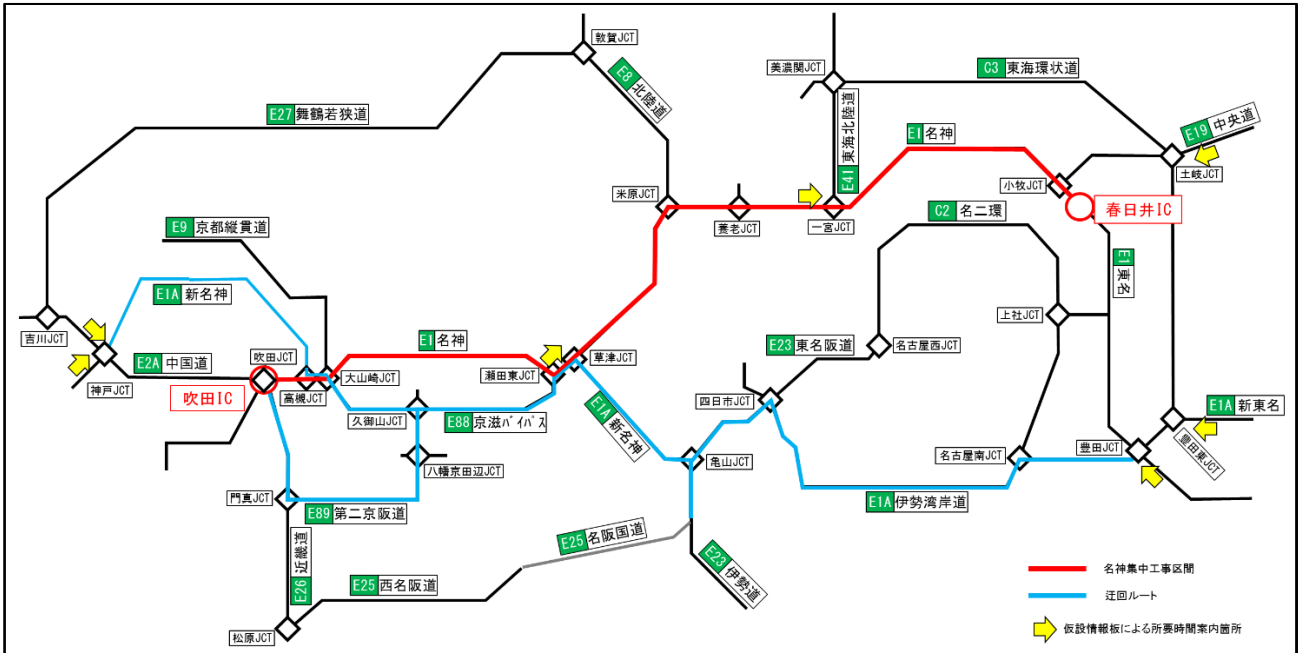 敦賀JCT
E8 北陸道
美濃関JCT
C3 東海環状道
E27 舞鶴若狭道
E41 東海北陸道
E1 名神
E19 中央道
土岐JCT
小牧JCT
米原JCT
養老JCT
一宮JCT
春日井IC
C2 名二環
E9 京都縦貫道
E1 東名
E1A 新名神
吉川JCT
上社JCT
E1 名神
E23 東名阪道
名古屋西JCT
吹田JCT
草津JCT
E2A 中国道
大山崎JCT
瀬田東JCT
神戸JCT
吹田IC
高槻JCT
四日市JCT
E1A 新東名
久御山JCT
E88 京滋バイパス
E1A 新名神
豊田JCT
豊田東JCT
八幡京田辺JCT
亀山JCT
名古屋南JCT
門真JCT
E89 第二京阪道
E1A 伊勢湾岸道
E25 名阪国道
E26 近畿道
E25 西名阪道
E23 伊勢道
松原JCT
名神集中工事区間
迂回ルート
仮設情報板による所要時間案内箇所